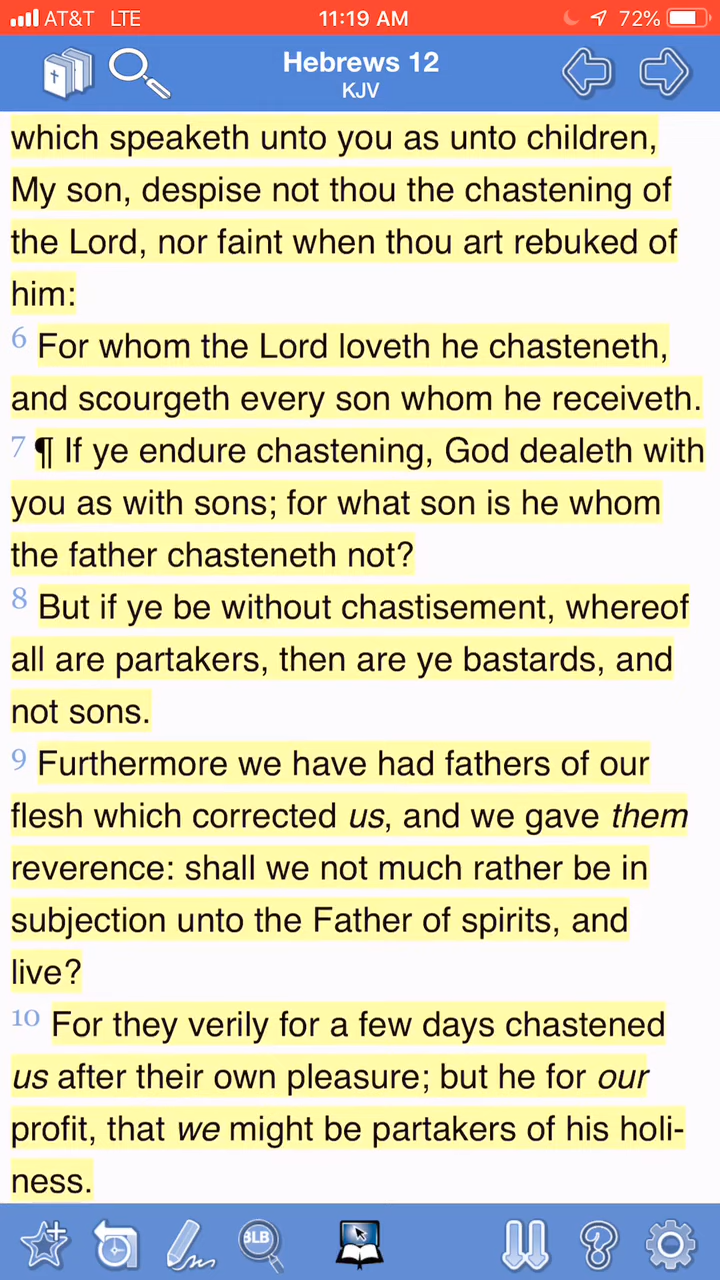 AT&T LTE 11:19 AM 72%
Hebrews 12
KJV
which speaketh unto you as unto children,
My son, despise not thou the chastening of
the Lord, nor faint when thou art rebuked of
him:
6 For whom the Lord loveth he chasteneth,
and scourgeth every son whom he receiveth.
7 ¶ If ye endure chastening, God dealeth with
you as with sons; for what son is he whom
the father chasteneth not?
8 But if ye be without chastisement, whereof
all are partakers, then are ye bastards, and
not sons.
9 Furthermore we have had fathers of our
flesh which corrected us, and we gave them
reverence: shall we not much rather be in
subjection unto the Father of spirits, and
live?
10 For they verily for a few days chastened
us after their own pleasure; but he for our
profit, that we might be partakers of his holi-
ness.
BLB